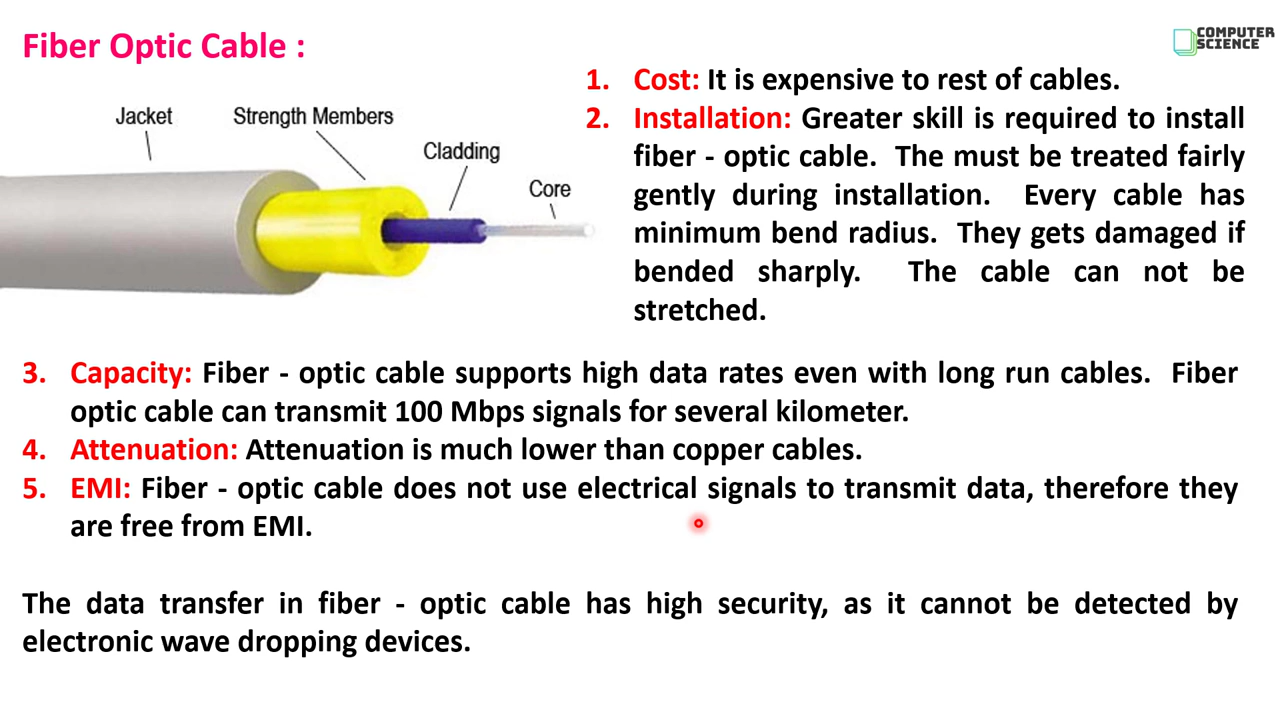 Fiber Optic Cable :
COMPUTER
SCIENCE
Jacket
Strength Members
Cladding
Core
1. Cost: It is expensive to rest of cables.
2. Installation: Greater skill is required to install
fiber - optic cable. The must be treated fairly
gently during installation. Every cable has
minimum bend radius. They gets damaged if
bended sharply. The cable can not be
stretched.
3. Capacity: Fiber - optic cable supports high data rates even with long run cables. Fiber
optic cable can transmit 100 Mbps signals for several kilometer.
4. Attenuation: Attenuation is much lower than copper cables.
5. EMI: Fiber - optic cable does not use electrical signals to transmit data, therefore they
are free from EMI.
The data transfer in fiber - optic cable has high security, as it cannot be detected by
electronic wave dropping devices.